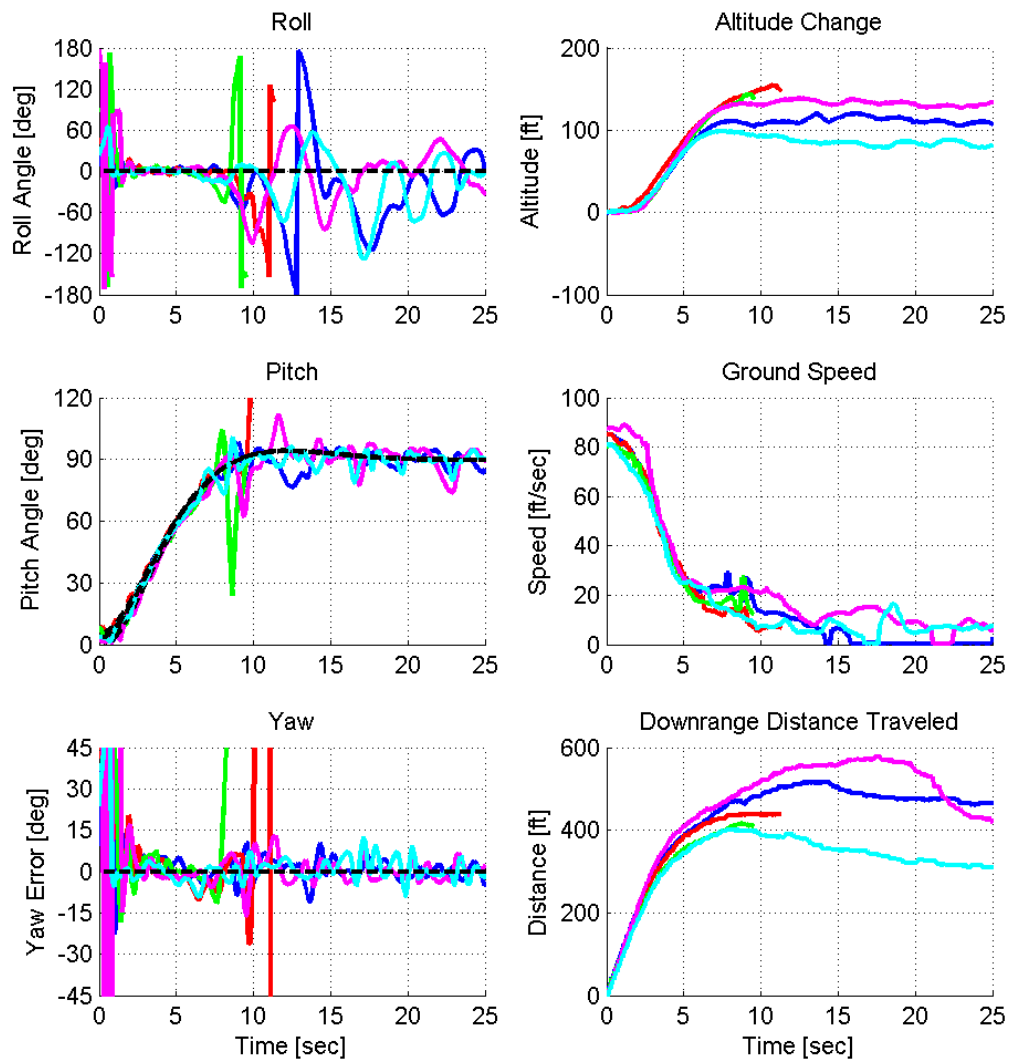 Roll
Roll Angle [deg]
180
120
60
0
-60
-120
-180
0 5 10 15 20 25
Altitude Change
Altitude [ft]
200
100
0
-100
0 5 10 15 20 25
Pitch
Pitch Angle [deg]
120
90
60
30
0
0 5 10 15 20 25
Ground Speed
Speed [ft/sec]
100
80
60
40
20
0
0 5 10 15 20 25
Yaw
Yaw Error [deg]
45
30
15
0
-15
-30
-45
0 5 10 15 20 25
Time [sec]
Downrange Distance Traveled
Distance [ft]
600
400
200
0
0 5 10 15 20 25
Time [sec]